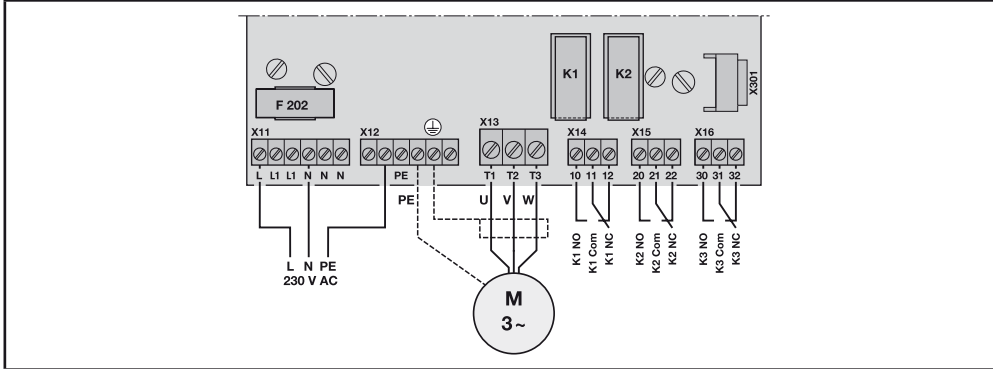 K1 K2
X301
F 202
X11 X12 X13 X14 X15 X16
L L1 L1 N N N PE T1 T2 T3 10 11 12 20 21 22 30 31 32
PE U V W
K1 NO
K1 Com
K1 NC
K2 NO
K2 Com
K2 NC
K3 NO
K3 Com
K3 NC
L N PE
230 V AC
M
3~